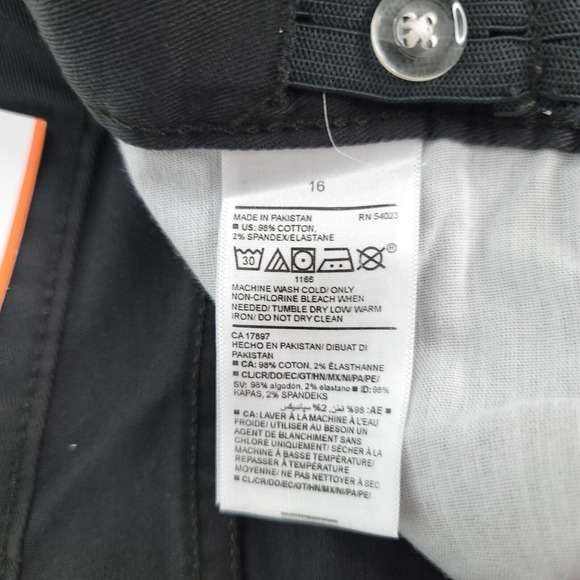 16
MADE IN PAKISTAN RN 54023
■ US: 98% COTTON,
2% SPANDEX/ELASTANE
30 ®
1166
MACHINE WASH COLD/ ONLY
NON-CHLORINE BLEACH WHEN
NEEDED/ TUMBLE DRY LOW/ WARM
IRON/ DO NOT DRY CLEAN
CA 17897
HECHO EN PAKISTAN/ DIBUAT DI
PAKISTAN
■ CA: 98% COTON, 2% ÉLASTHANNE
■ CL/CR/DO/EC/GT/HN/MX/NI/PA/PE/
SV: 98% algodón, 2% elastano ■ ID: 98%
KAPAS, 2% SPANDEKS
■ AE: 98% قطن, 2% سپانديكس
■ CA: LAVER À LA MACHINE À L'EAU
FROIDE/ UTILISER AU BESOIN UN
AGENT DE BLANCHIMENT SANS
CHLORE UNIQUEMENT/ SÉCHER À LA
MACHINE À BASSE TEMPÉRATURE/
REPASSER À TEMPÉRATURE
MOYENNE/ NE PAS NETTOYER À SEC
■ CL/CR/DO/EC/GT/HN/MX/NI/PA/PE/